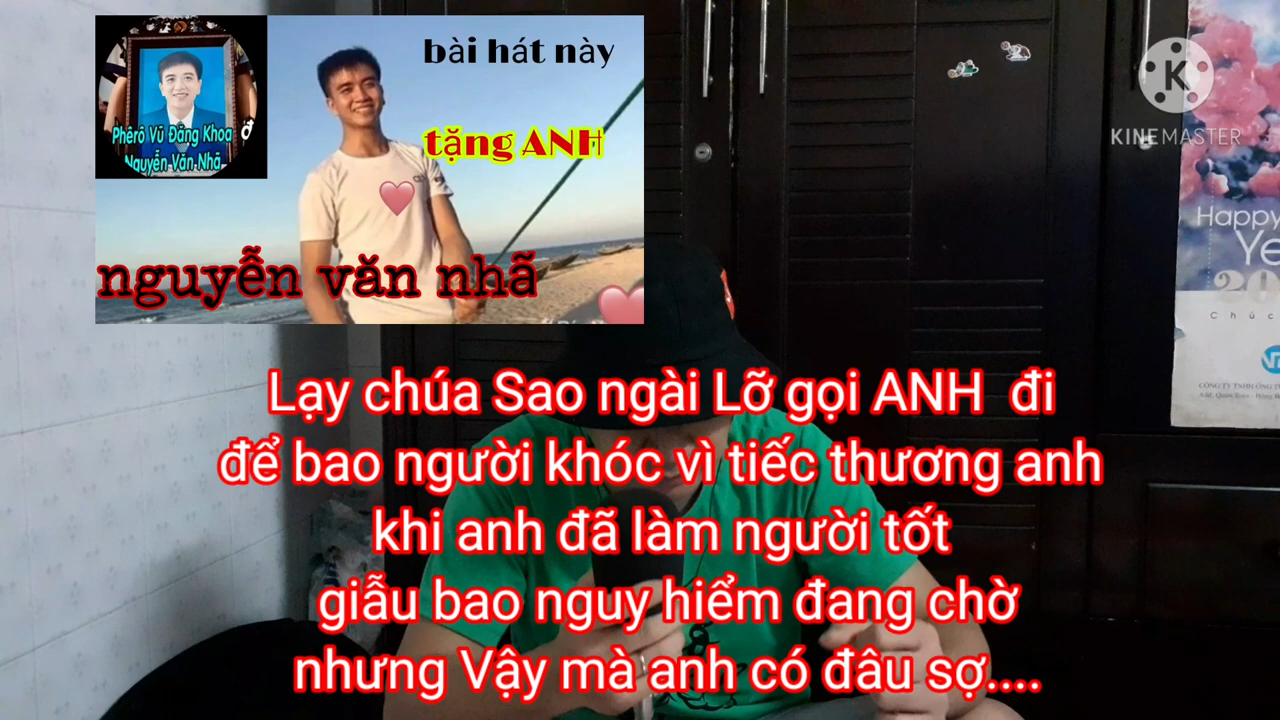 bài hát này
tặng ANH
Phêrô Vũ Đăng Khoa
Nguyễn Văn Nhã
nguyễn văn nhã
KINEMASTER
Happy
Lạy chúa Sao ngài Lỡ gọi ANH đi
để bao người khóc vì tiếc thương anh
khi anh đã làm người tốt
giẫu bao nguy hiểm đang chờ
nhưng Vậy mà anh có đâu sợ....